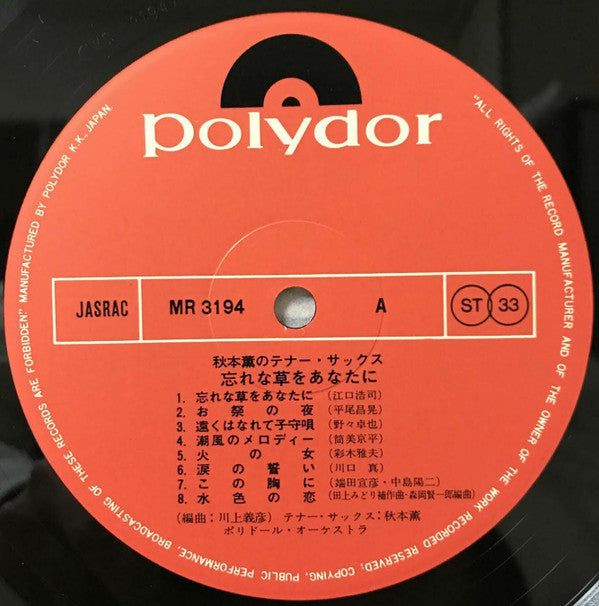 polydor
JASRAC MR 3194 A ST 33
秋本薫のテナー・サックス
忘れな草をあなたに
1. 忘れな草をあなたに (江口浩司)
2. お祭の夜 (平尾昌晃)
3. 遠くはなれて子守唄 (野々卓也)
4. 潮風のメロディー (筒美京平)
5. 火の女 (彩木雅夫)
6. 涙の誓い (川口真)
7. この胸に (端田宣彦・中島陽二)
8. 水色の恋 (田上みどり補作曲・森岡賢一郎編曲)
(編曲:川上義彦) テナー・サックス:秋本薫
ポリドール・オーケストラ
"ALL RIGHTS OF THE RECORD MANUFACTURER AND OF THE OWNER OF THE WORK RECORDED RESERVED; COPYING, PUBLIC PERFORMANCE, BROADCASTING OF THESE RECORDS ARE FORBIDDEN" MANUFACTURED BY POLYDOR K.K., JAPAN.